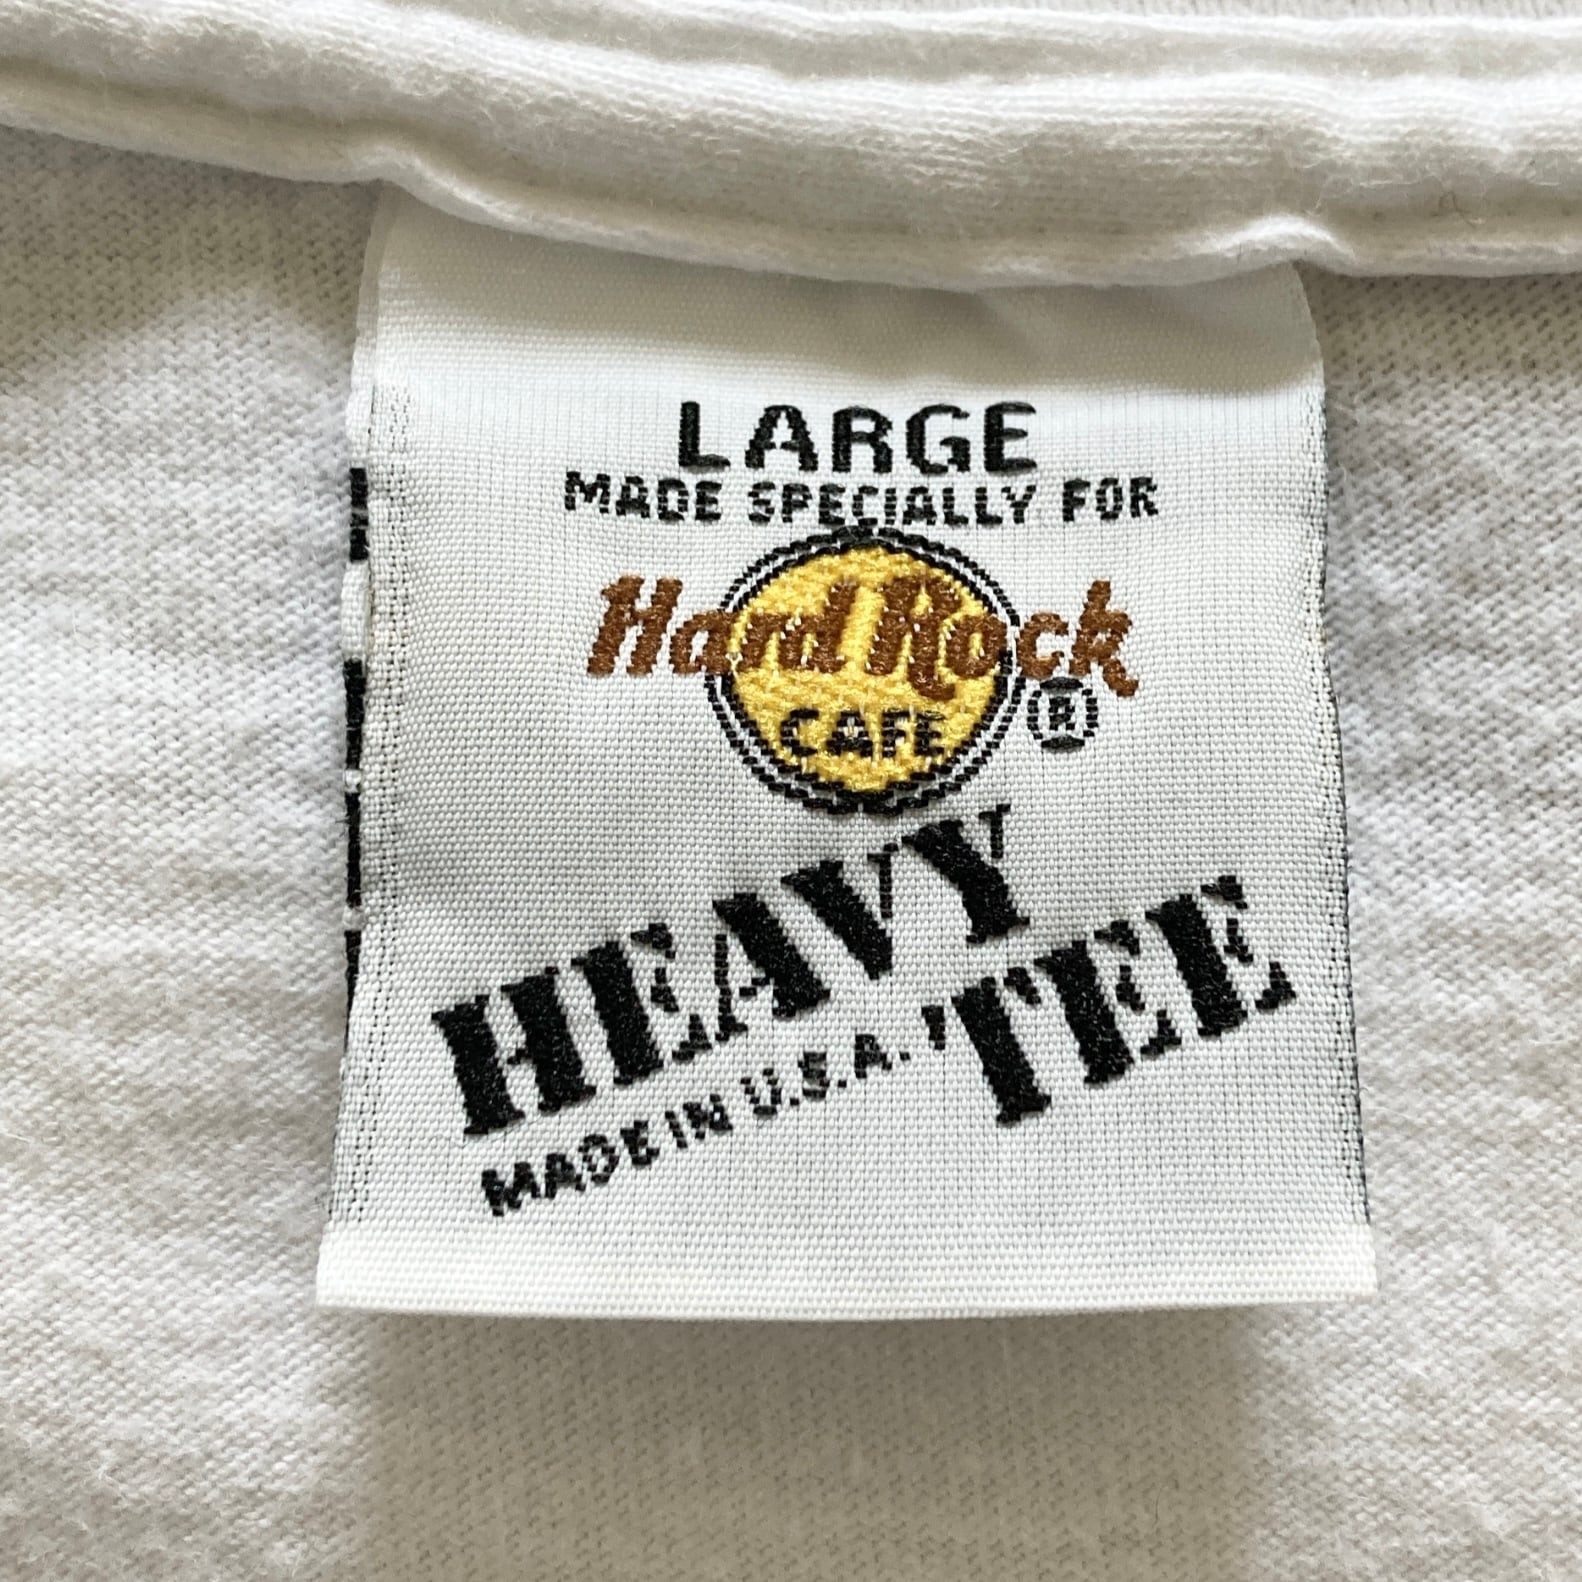 LARGE
MADE SPECIALLY FOR
Hard Rock
CAFE
®
HEAVY
'TEE
MADE IN U.S.A.